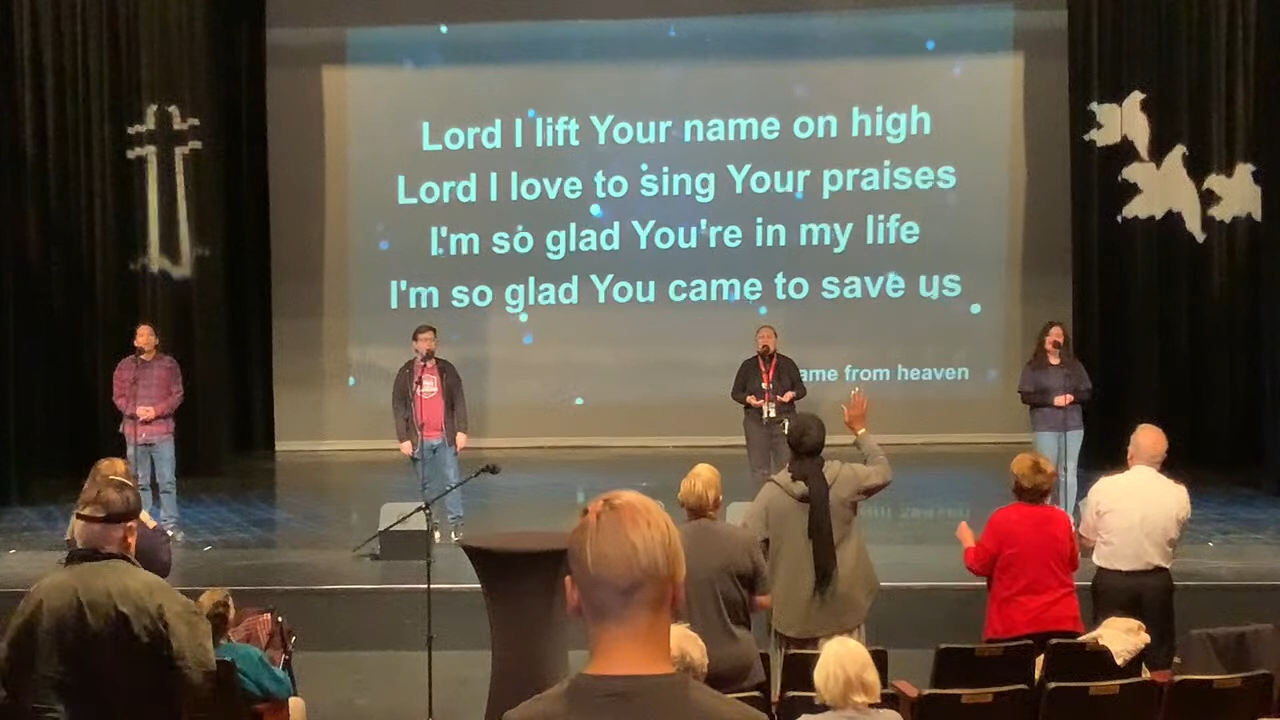 Lord I lift Your name on high
Lord I love to sing Your praises
I'm so glad You're in my life
I'm so glad You came to save us
ame from heaven